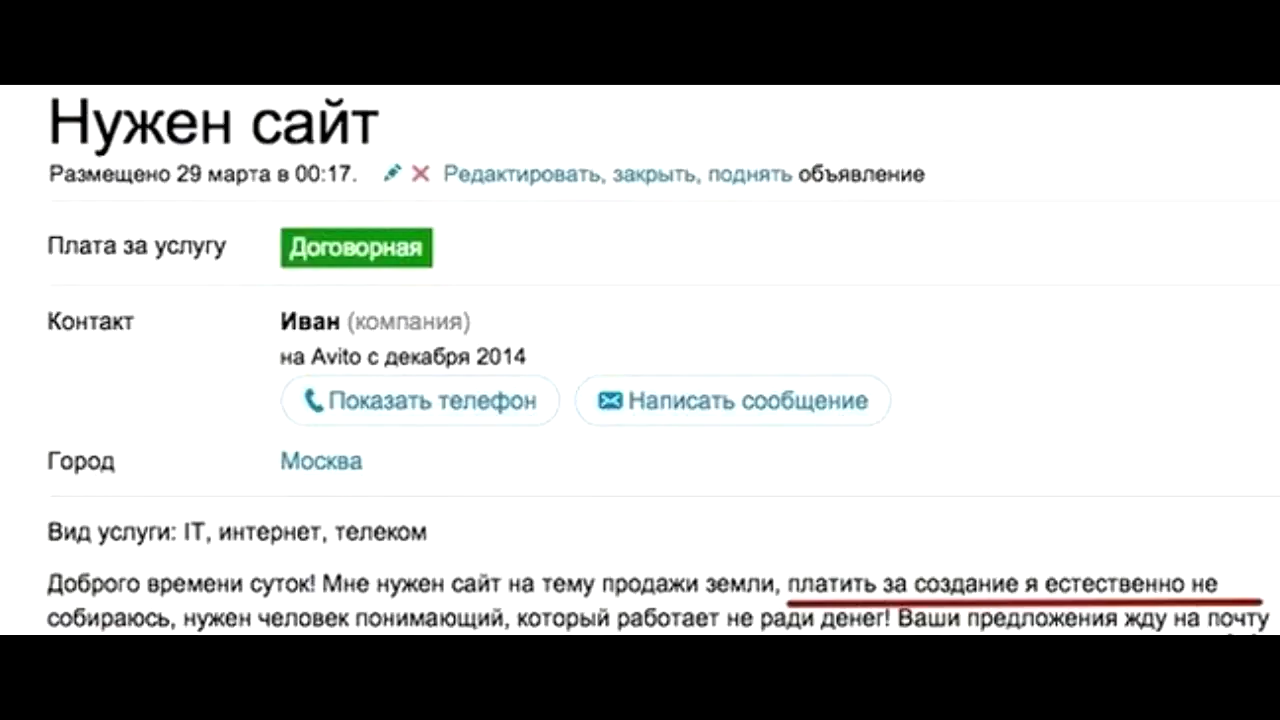 Нужен сайт
Размещено 29 марта в 00:17. Редактировать, закрыть, поднять объявление
Плата за услугу Договорная
Контакт Иван (компания)
на Avito с декабря 2014
Показать телефон Написать сообщение
Город Москва
Вид услуги: IT, интернет, телеком
Доброго времени суток! Мне нужен сайт на тему продажи земли, платить за создание я естественно не
собираюсь, нужен человек понимающий, который работает не ради денег! Ваши предложения жду на почту